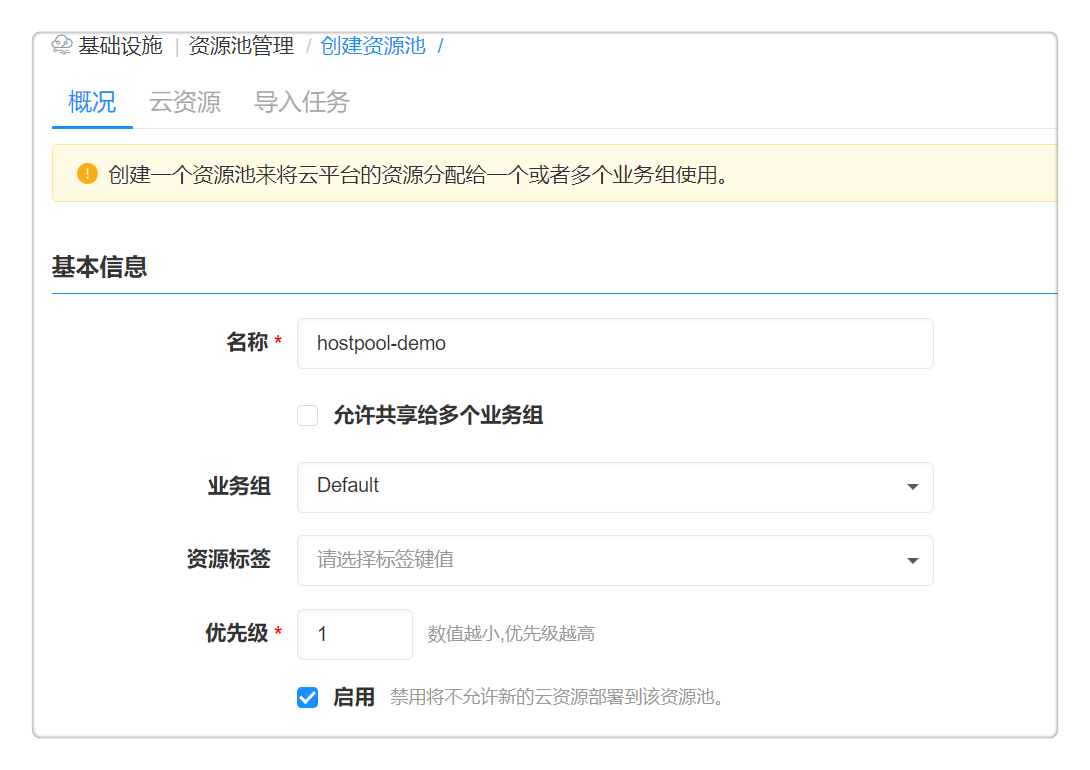 基础设施 | 资源池管理 / 创建资源池 /
概况 云资源 导入任务
创建一个资源池来将云平台的资源分配给一个或者多个业务组使用。
基本信息
名称 * hostpool-demo
允许共享给多个业务组
业务组 Default
资源标签 请选择标签键值
优先级 * 1 数值越小,优先级越高
启用 禁用将不允许新的云资源部署到该资源池。